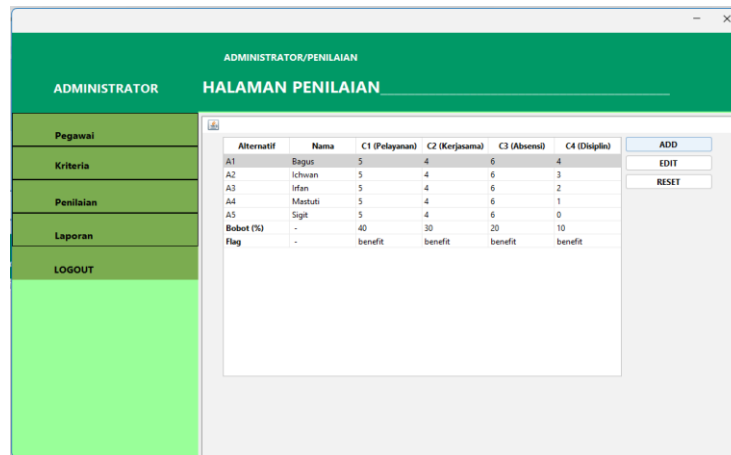 ADMINISTRATOR/PENILAIAN
ADMINISTRATOR
HALAMAN PENILAIAN
Pegawai
Kriteria
Penilaian
Laporan
LOGOUT
Alternatif Nama C1 (Pelayanan) C2 (Kerjasama) C3 (Absensi) C4 (Disiplin)
A1 Bagus 5 4 6 4
A2 Ichwan 5 4 6 3
A3 Irfan 5 4 6 2
A4 Mastuti 5 4 6 1
A5 Sigit 5 4 6 0
Bobot (%) - 40 30 20 10
Flag - benefit benefit benefit benefit
ADD
EDIT
RESET